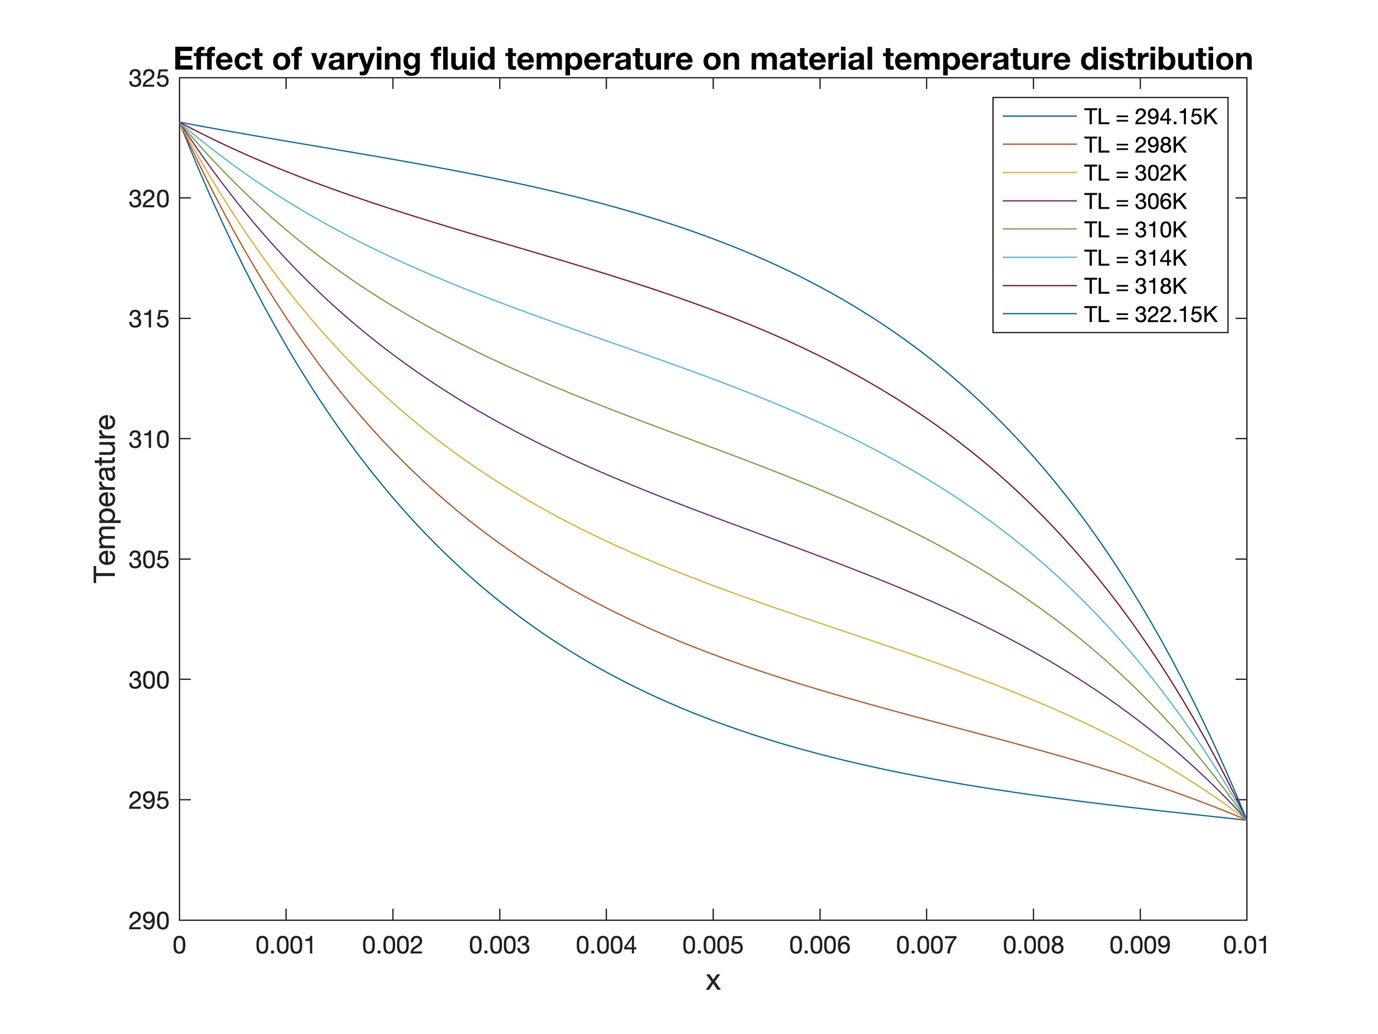 Effect of varying fluid temperature on material temperature distribution
325
320
315
310
305
300
295
290
Temperature
TL = 294.15K
TL = 298K
TL = 302K
TL = 306K
TL = 310K
TL = 314K
TL = 318K
TL = 322.15K
0 0.001 0.002 0.003 0.004 0.005 0.006 0.007 0.008 0.009 0.01
x